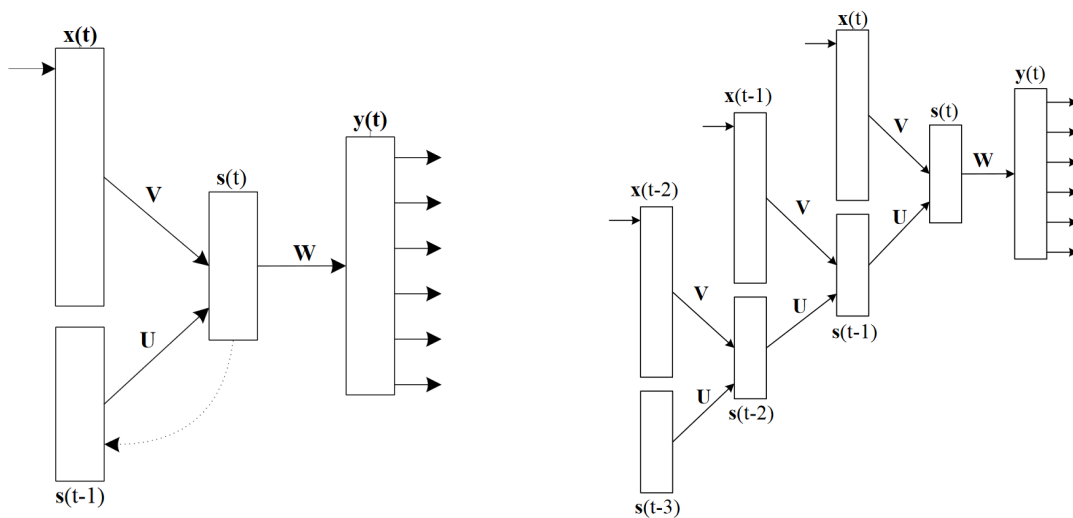 x(t)
y(t)
s(t)
V
W
U
s(t-1)
x(t)
y(t)
x(t-1)
s(t)
V
W
x(t-2)
V
U
s(t-1)
V
U
U
s(t-2)
s(t-3)